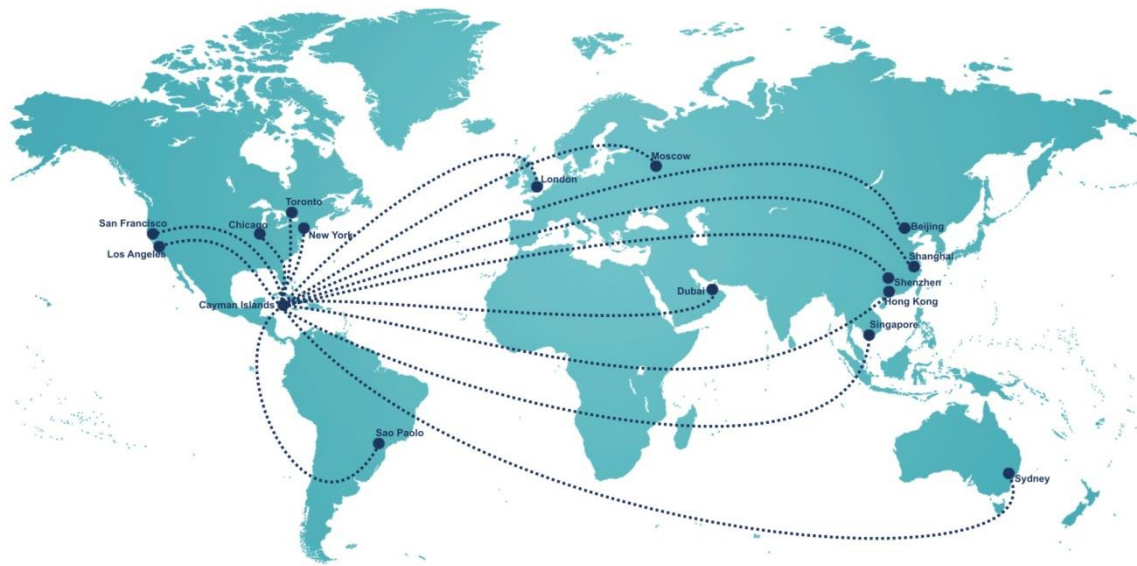 Moscow
London
Toronto
San Francisco
Chicago
New York
Beijing
Los Angeles
Shanghai
Shenzhen
Dubai
Hong Kong
Cayman Islands
Singapore
Sao Paolo
Sydney